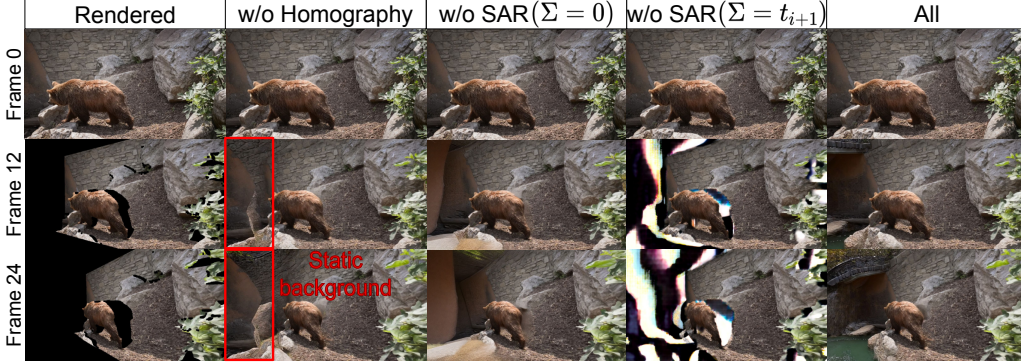 Rendered
w/o Homography
w/o SAR(Σ = 0)
w/o SAR(Σ = t_{i+1})
All
Frame 0
Frame 12
Frame 24
Static
background